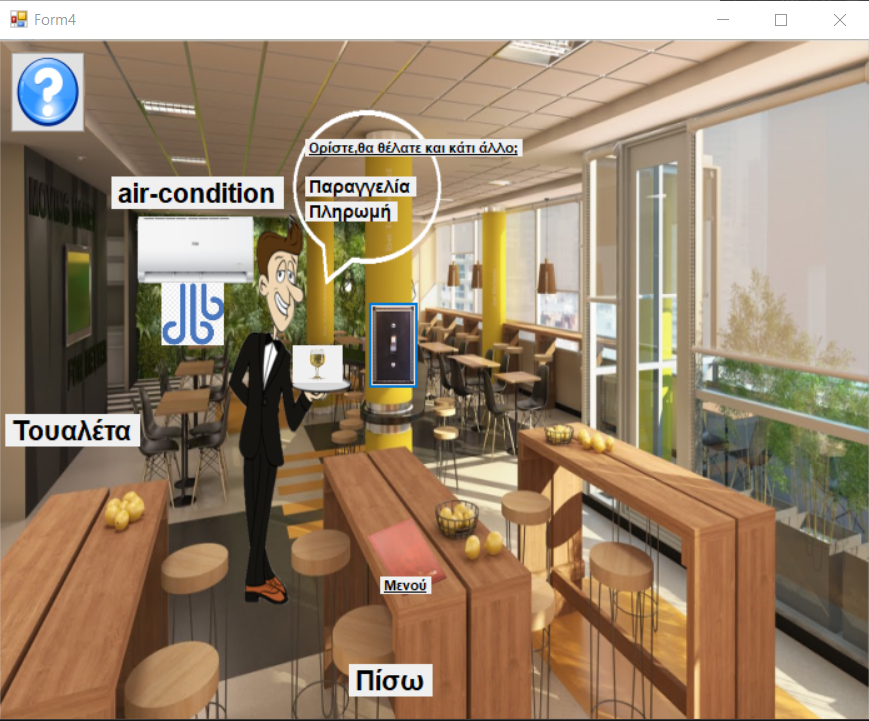 Form4
Ορίστε,θα θέλατε και κάτι άλλο;
air-condition
Παραγγελία
Πληρωμή
Τουαλέτα
Μενού
Πίσω